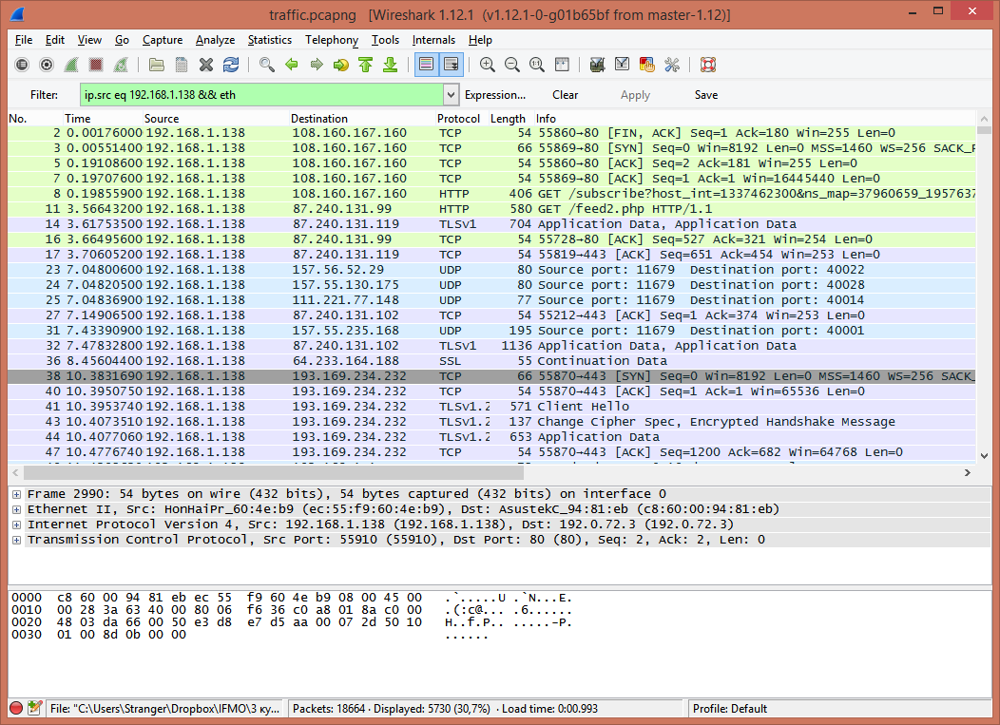 traffic.pcapng [Wireshark 1.12.1 (v1.12.1-0-g01b65bf from master-1.12)]
File Edit View Go Capture Analyze Statistics Telephony Tools Internals Help
Filter: ip.src eq 192.168.1.138 && eth Expression... Clear Apply Save
No. Time Source Destination Protocol Length Info
2 0.00176000 192.168.1.138 108.160.167.160 TCP 54 55860→80 [FIN, ACK] Seq=1 Ack=180 Win=255 Len=0
3 0.00551400 192.168.1.138 108.160.167.160 TCP 66 55869→80 [SYN] Seq=0 Win=8192 Len=0 MSS=1460 WS=256
5 0.19108600 192.168.1.138 108.160.167.160 TCP 54 55860→80 [ACK] Seq=2 Ack=181 Win=255 Len=0
7 0.19707600 192.168.1.138 108.160.167.160 TCP 54 55869→80 [ACK] Seq=1 Ack=1 Win=16445440 Len=0
8 0.19855900 192.168.1.138 108.160.167.160 HTTP 406 GET /subscribe?host_int=1337462300&ns_map=37960659_1957637
11 3.56643200 192.168.1.138 87.240.131.99 HTTP 580 GET /feed2.php HTTP/1.1
14 3.61753500 192.168.1.138 87.240.131.119 TLSv1 704 Application Data, Application Data
16 3.66495600 192.168.1.138 87.240.131.99 TCP 54 55728→80 [ACK] Seq=527 Ack=321 Win=254 Len=0
17 3.70605200 192.168.1.138 87.240.131.119 TCP 54 55819→443 [ACK] Seq=651 Ack=454 Win=253 Len=0
23 7.04800600 192.168.1.138 157.56.52.29 UDP 80 Source port: 11679 Destination port: 40022
24 7.04820500 192.168.1.138 157.55.130.175 UDP 80 Source port: 11679 Destination port: 40028
25 7.04836900 192.168.1.138 111.221.77.148 UDP 77 Source port: 11679 Destination port: 40014
27 7.14906500 192.168.1.138 87.240.131.102 TCP 54 55212→443 [ACK] Seq=1 Ack=374 Win=253 Len=0
31 7.43390900 192.168.1.138 157.55.235.168 UDP 195 Source port: 11679 Destination port: 40001
32 7.47832800 192.168.1.138 87.240.131.102 TLSv1 1136 Application Data, Application Data
36 8.45604400 192.168.1.138 64.233.164.188 SSL 55 Continuation Data
38 10.3831690 192.168.1.138 193.169.234.232 TCP 66 55870→443 [SYN] Seq=0 Win=8192 Len=0 MSS=1460 WS=256 SACK_
40 10.3950750 192.168.1.138 193.169.234.232 TCP 54 55870→443 [ACK] Seq=1 Ack=1 Win=65536 Len=0
41 10.3953740 192.168.1.138 193.169.234.232 TLSv1.2 571 Client Hello
43 10.4073510 192.168.1.138 193.169.234.232 TLSv1.2 137 Change Cipher Spec, Encrypted Handshake Message
44 10.4077060 192.168.1.138 193.169.234.232 TLSv1.2 653 Application Data
47 10.4776740 192.168.1.138 193.169.234.232 TCP 54 55870→443 [ACK] Seq=1200 Ack=682 Win=64768 Len=0
Frame 2990: 54 bytes on wire (432 bits), 54 bytes captured (432 bits) on interface 0
Ethernet II, Src: HonHaiPr_60:4e:b9 (ec:55:f9:60:4e:b9), Dst: AsustekC_94:81:eb (c8:60:00:94:81:eb)
Internet Protocol Version 4, Src: 192.168.1.138 (192.168.1.138), Dst: 192.0.72.3 (192.0.72.3)
Transmission Control Protocol, Src Port: 55910 (55910), Dst Port: 80 (80), Seq: 2, Ack: 2, Len: 0
0000 c8 60 00 94 81 eb ec 55 f9 60 4e b9 08 00 45 00 .`.....U .`N...E.
0010 00 28 3a 63 40 00 80 06 f6 36 c0 a8 01 8a c0 00 .(:c@... .6......
0020 48 03 da 66 00 50 e3 d8 e7 d5 aa 00 07 2d 50 10 H..f.P.. .....-P.
0030 01 00 8d 0b 00 00 ......
File: "C:\Users\Stranger\Dropbox\IFMO\3 ку... Packets: 18664 · Displayed: 5730 (30,7%) · Load time: 0:00.993 Profile: Default